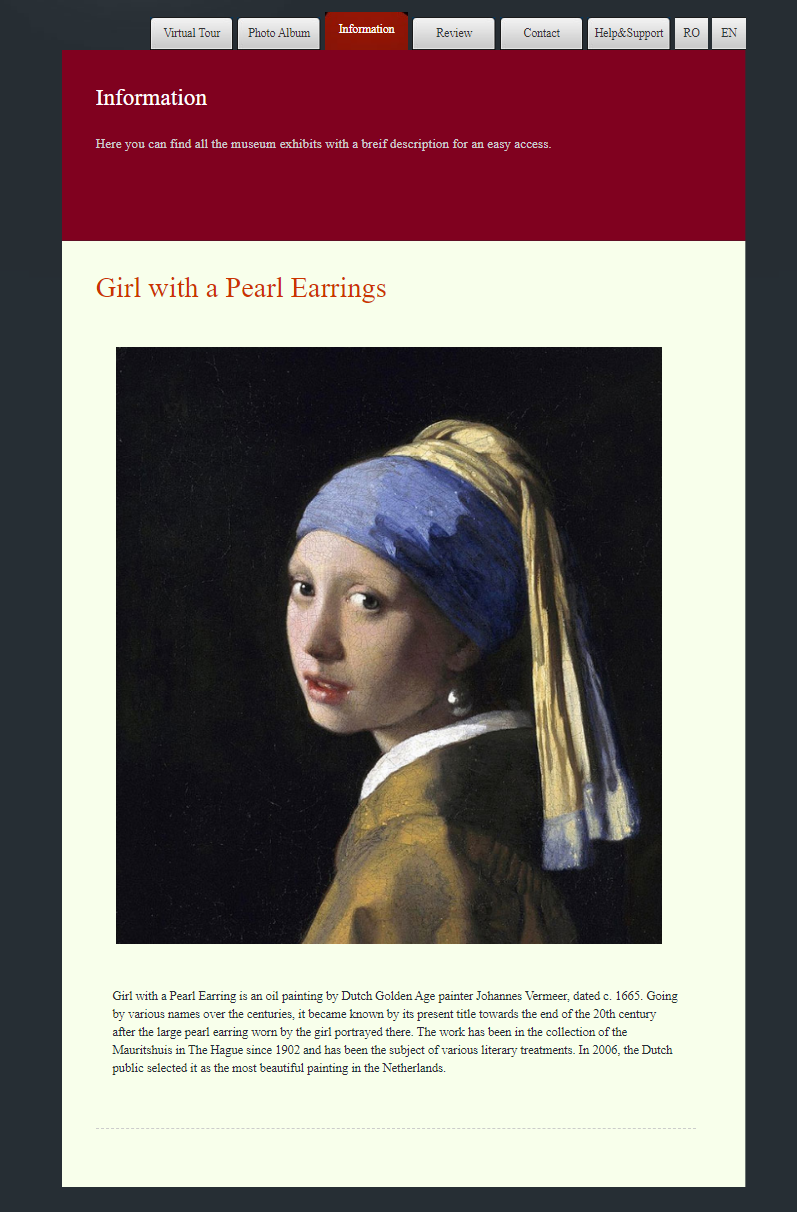 Virtual Tour Photo Album Information Review Contact Help&Support RO EN
Information
Here you can find all the museum exhibits with a breif description for an easy access.
Girl with a Pearl Earrings
Girl with a Pearl Earring is an oil painting by Dutch Golden Age painter Johannes Vermeer, dated c. 1665. Going
by various names over the centuries, it became known by its present title towards the end of the 20th century
after the large pearl earring worn by the girl portrayed there. The work has been in the collection of the
Mauritshuis in The Hague since 1902 and has been the subject of various literary treatments. In 2006, the Dutch
public selected it as the most beautiful painting in the Netherlands.